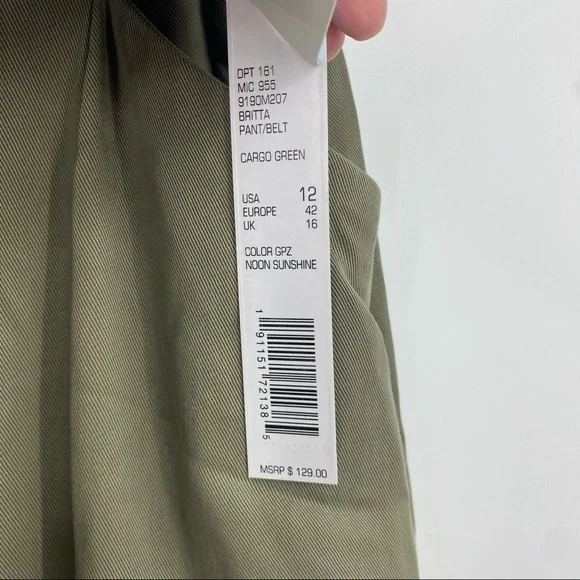 DPT 161
MIC 955
9190M207
BRITTA
PANT/BELT
CARGO GREEN
USA 12
EUROPE 42
UK 16
COLOR GPZ
NOON SUNSHINE
1 91151 72138 5
MSRP $ 129.00